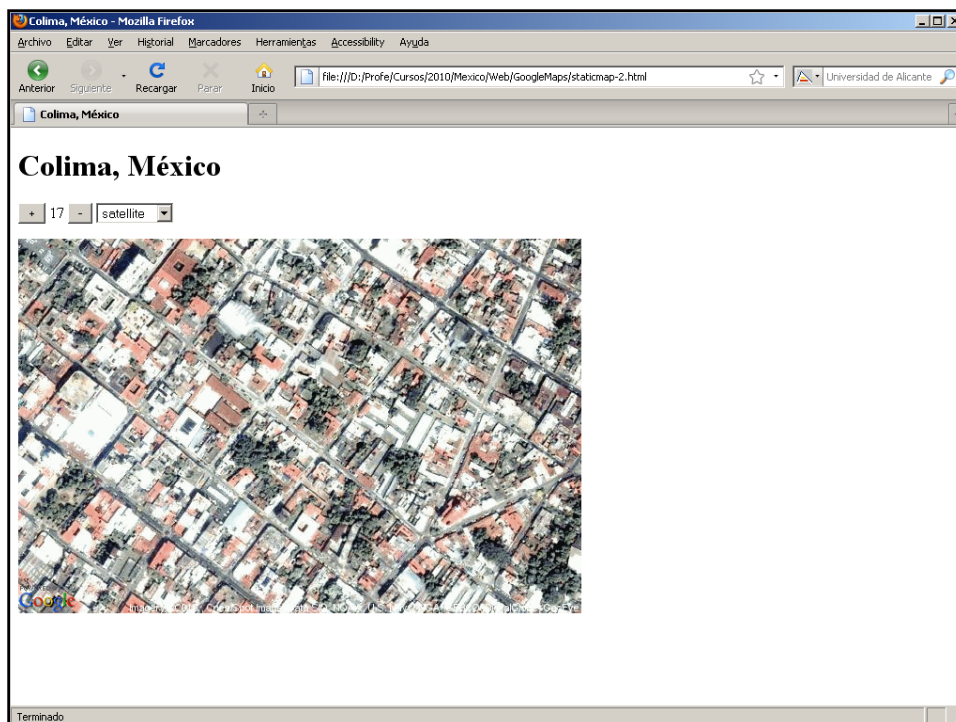 Colima, México - Mozilla Firefox
Archivo Editar Ver Historial Marcadores Herramientas Accessibility Ayuda
Anterior Siguiente Recargar Parar Inicio file:///D:/Profe/Cursos/2010/Mexico/Web/GoogleMaps/staticmap-2.html Universidad de Alicante
Colima, México
Colima, México
+ 17 - satellite
Google
Terminado